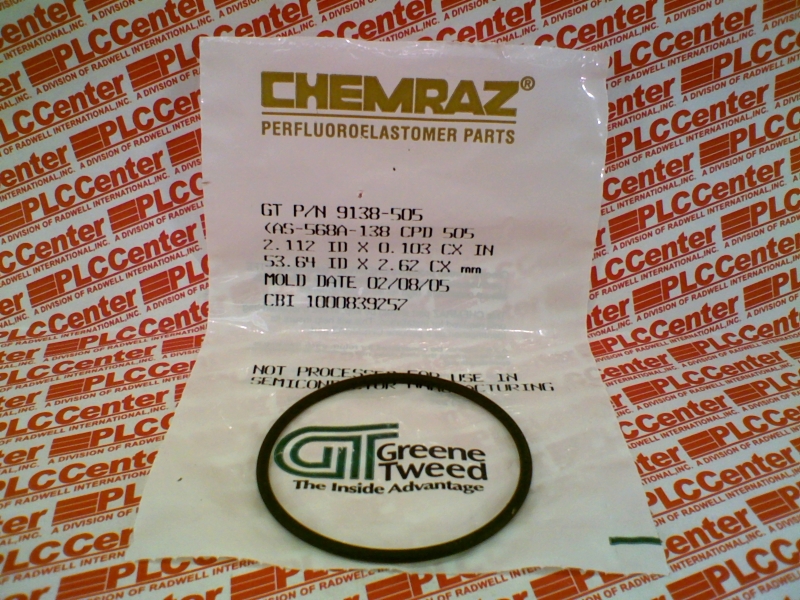 CHEMRAZ®
PERFLUOROELASTOMER PARTS
GT P/N 9138-505
(AS-568A-138 CPD 505
2.112 ID X 0.103 CX IN
53.64 ID X 2.62 CX mm
MOLD DATE 02/08/05
CBI 1000839257
NOT PROCESSED FOR USE IN
SEMICONDUCTOR MANUFACTURING
GT Greene
Tweed
The Inside Advantage
PLCCenter
A DIVISION OF RADWELL INTERNATIONAL, INC.